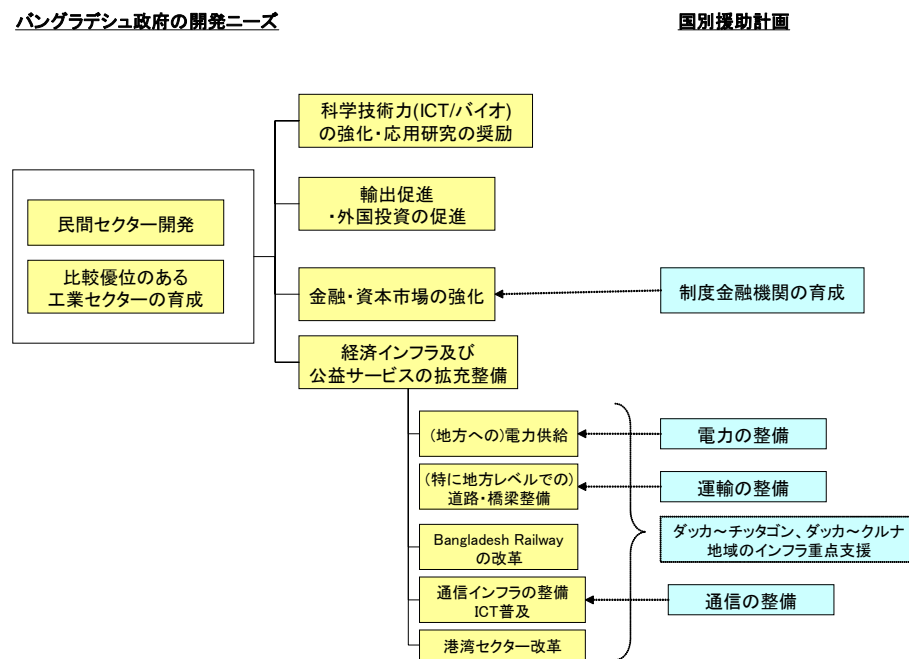 バングラデシュ政府の開発ニーズ
国別援助計画
科学技術力(ICT/バイオ)
の強化・応用研究の奨励
民間セクター開発
輸出促進
・外国投資の促進
比較優位のある
工業セクターの育成
金融・資本市場の強化
制度金融機関の育成
経済インフラ及び
公益サービスの拡充整備
(地方への)電力供給
電力の整備
(特に地方レベルでの)
道路・橋梁整備
運輸の整備
Bangladesh Railway
の改革
ダッカ～チッタゴン、ダッカ～クルナ
地域のインフラ重点支援
通信インフラの整備
ICT普及
通信の整備
港湾セクター改革